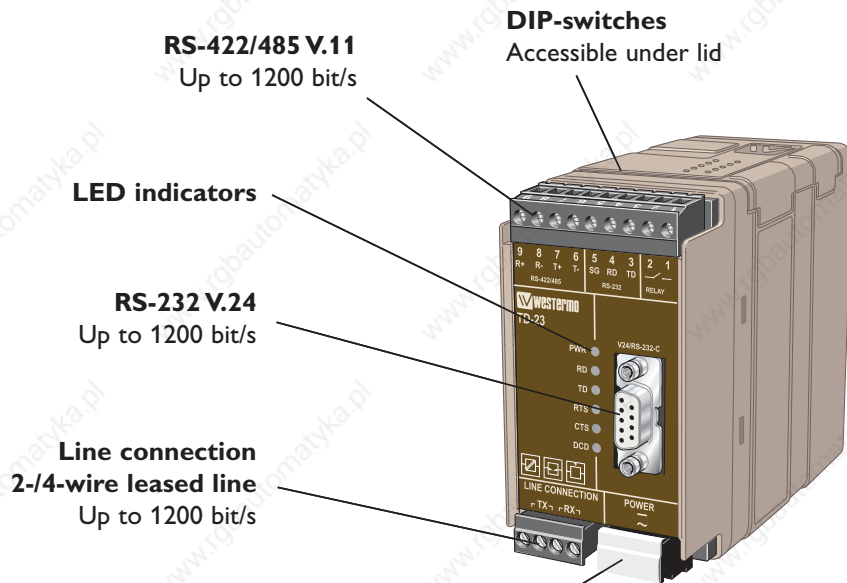 DIP-switches
Accessible under lid
RS-422/485 V.11
Up to 1200 bit/s
LED indicators
RS-232 V.24
Up to 1200 bit/s
Line connection
2-/4-wire leased line
Up to 1200 bit/s
9 8 7 6 5 4 3 2 1
R+ R- T+ T- SG RD TD
RS-422/485 RS-232 RELAY
Westermo
TD-23
V24/RS-232-C
PWR
RD
TD
RTS
CTS
DCD
LINE CONNECTION
TX RX
POWER
www.rgbautomatyka.pl